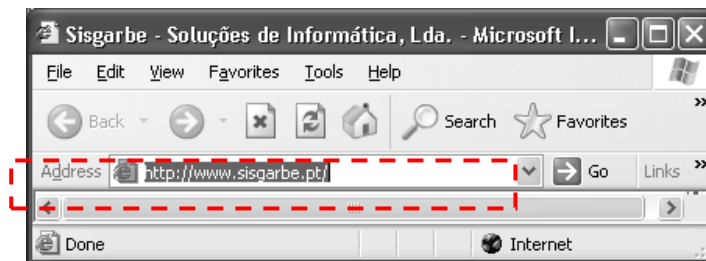 Sisgarbe - Soluções de Informática, Lda. - Microsoft I...
File Edit View Favorites Tools Help
Back Search Favorites »
Address http://www.sisgarbe.pt/ Go Links »
Done Internet